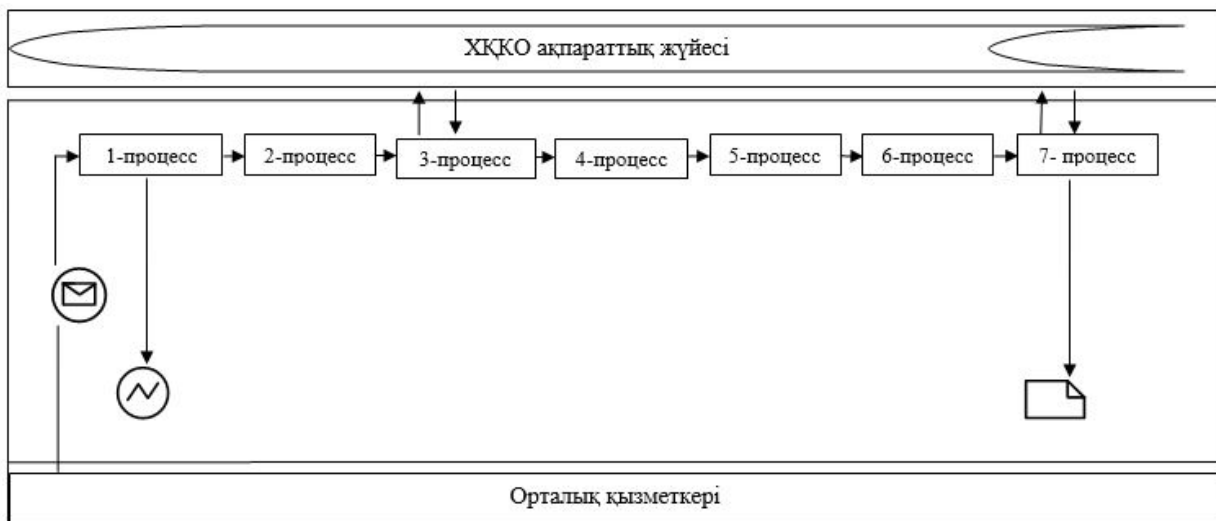 ХҚКО ақпараттық жүйесі
1-процесс
2-процесс
3-процесс
4-процесс
5-процесс
6-процесс
7- процесс
Орталық қызметкері